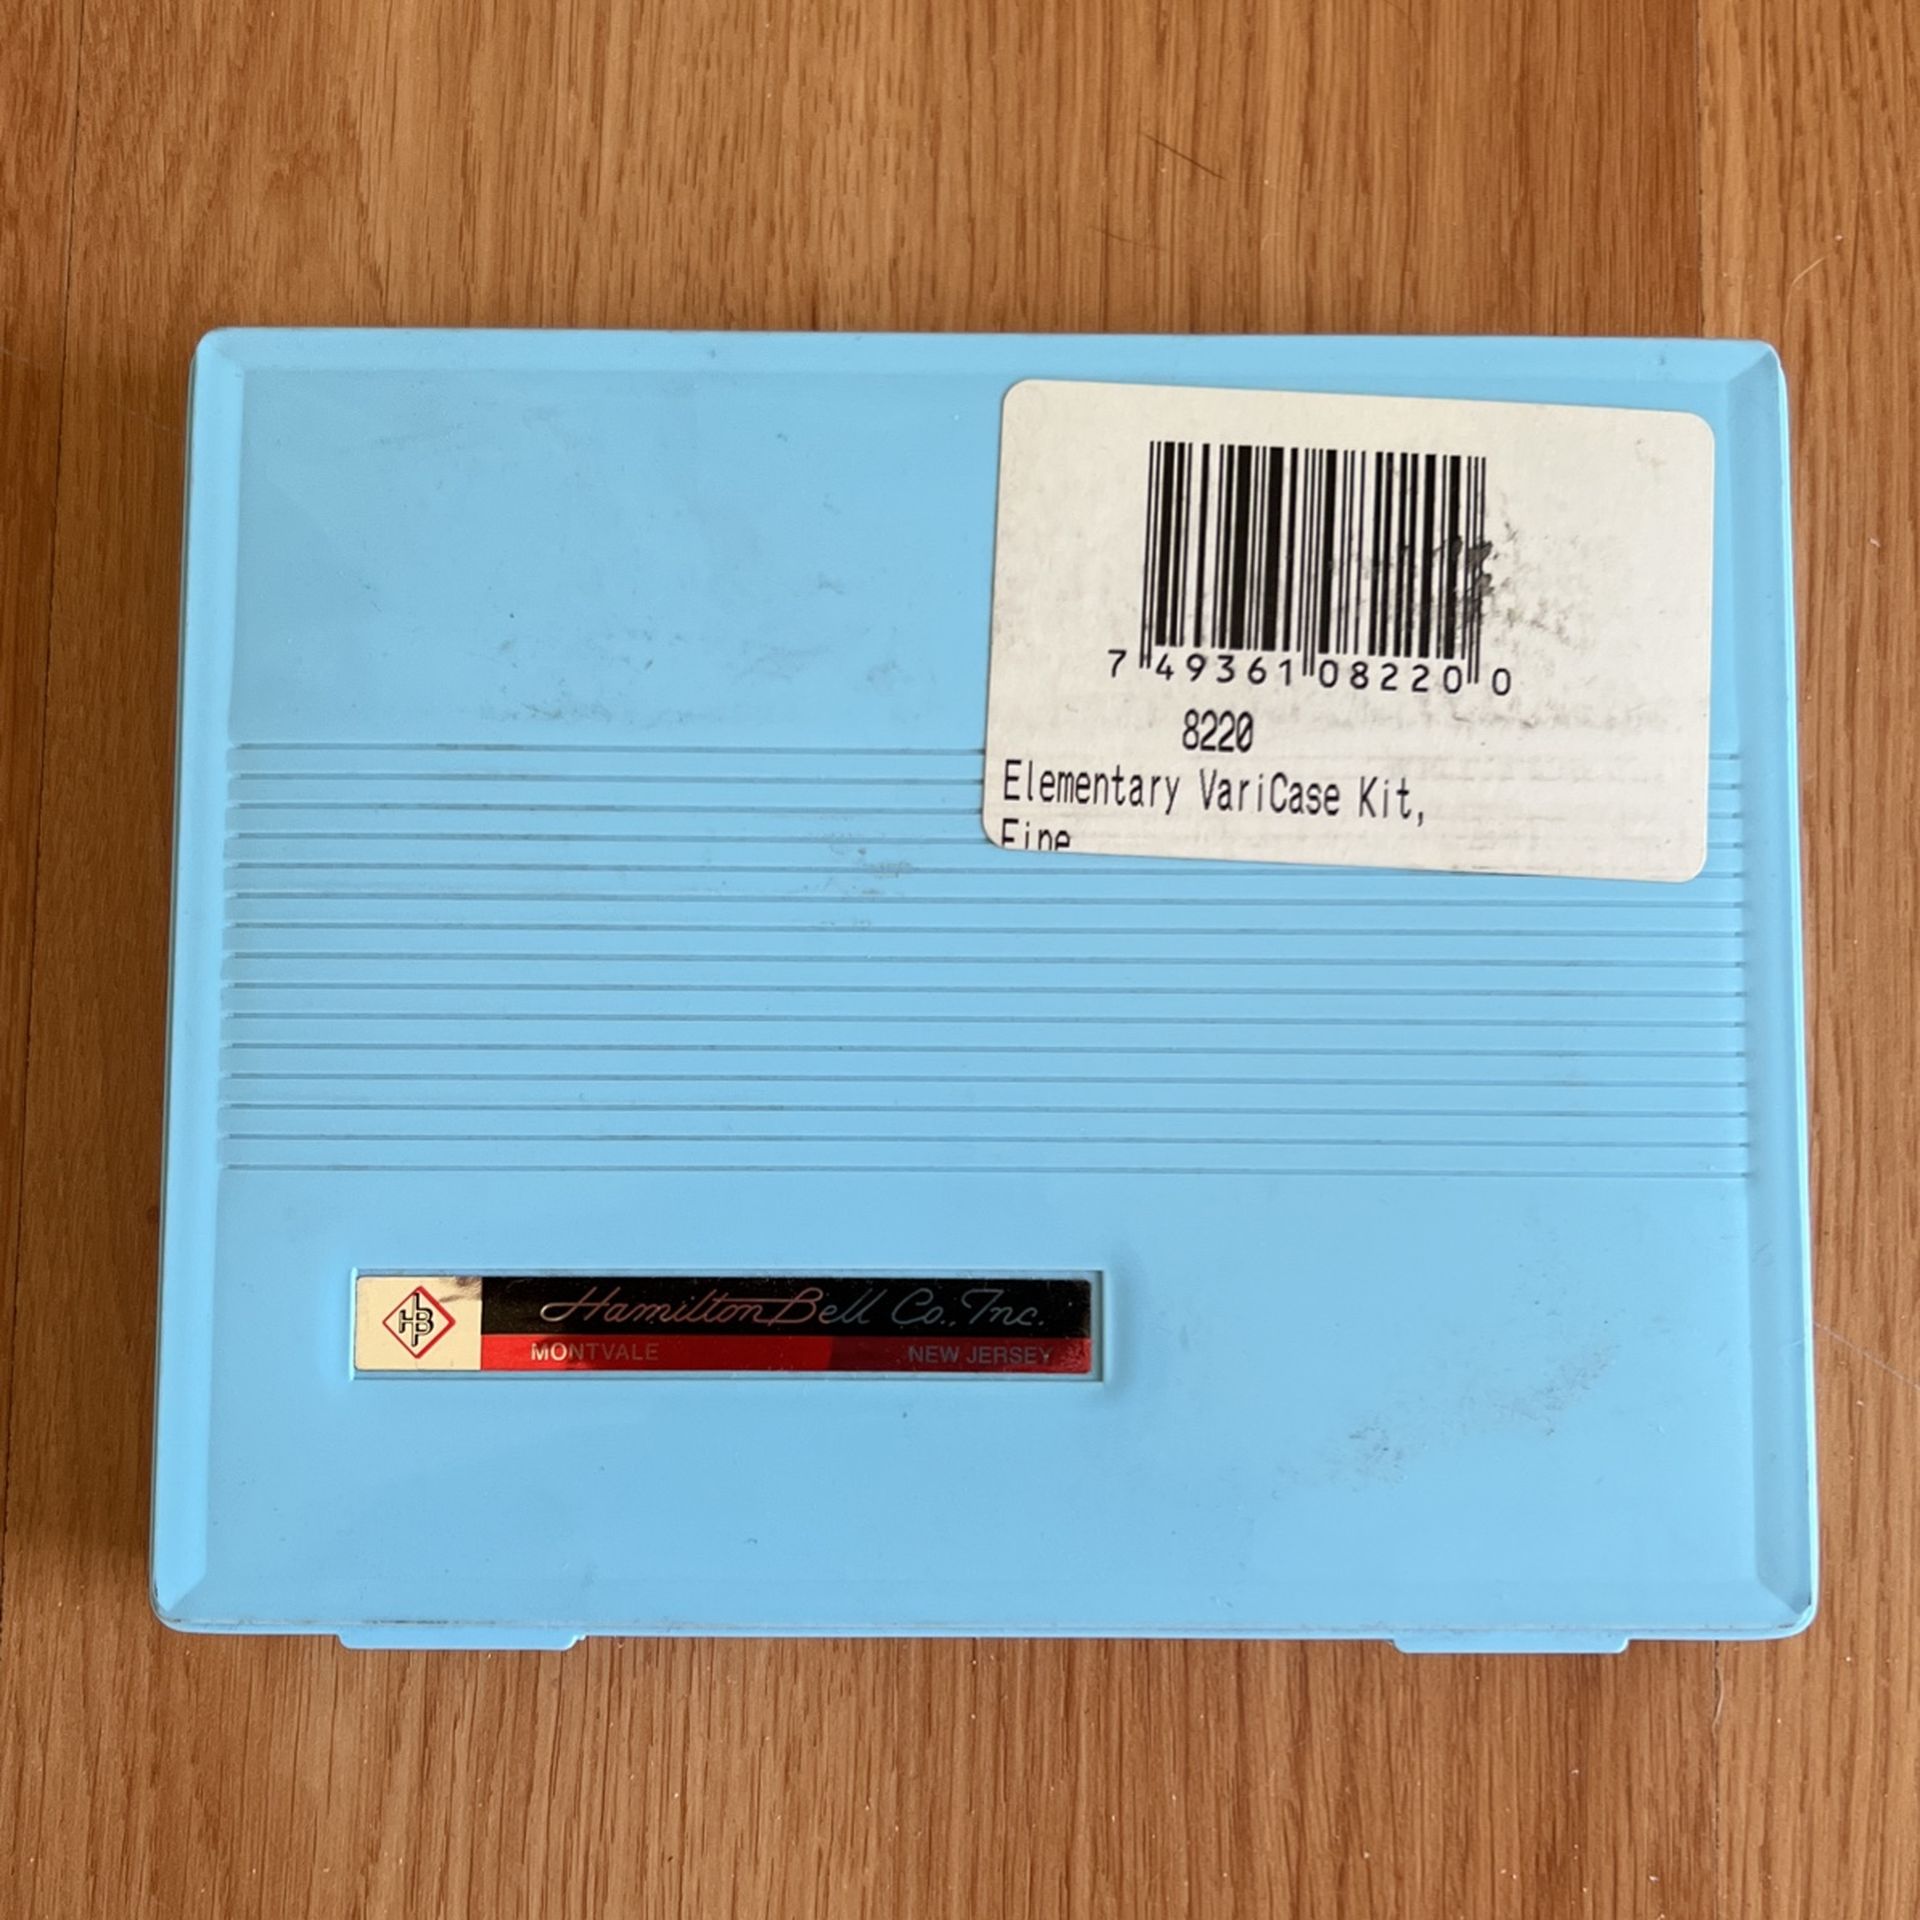 7 49361 08220 0
8220
Elementary VariCase Kit,
Fine
HB
Hamilton Bell Co., Inc.
MONTVALE NEW JERSEY